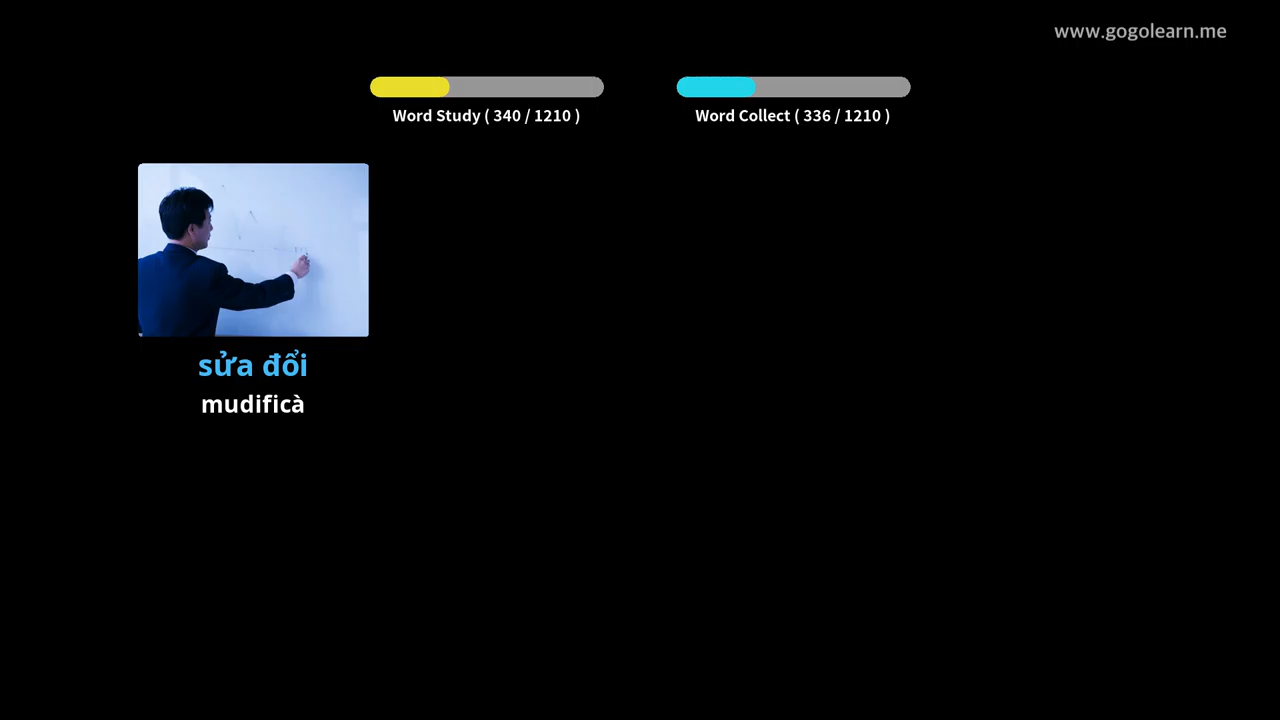 www.gogolearn.me
Word Study ( 340 / 1210 )
Word Collect ( 336 / 1210 )
sửa đổi
mudificà